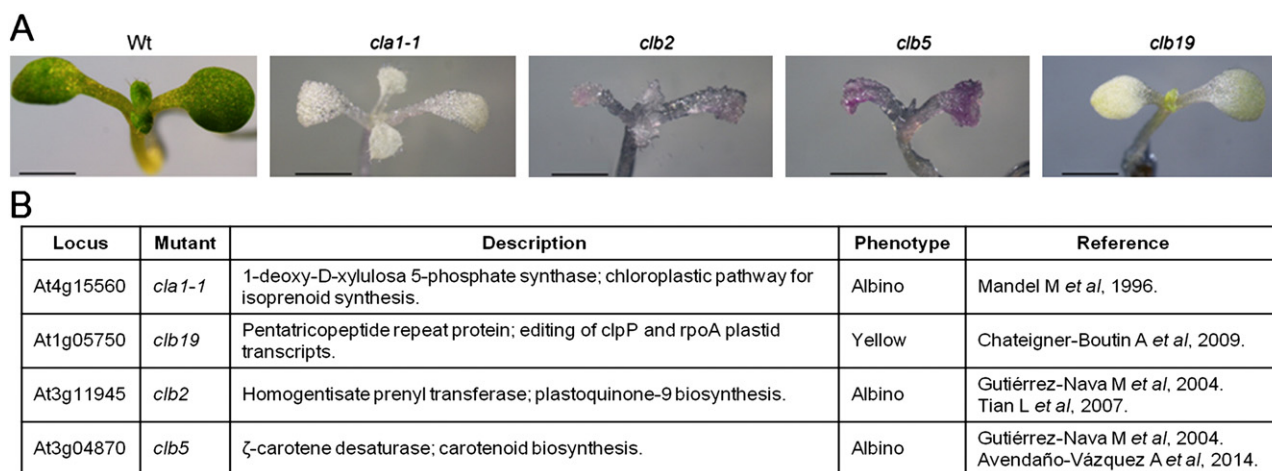 A
Wt
cla1-1
clb2
clb5
clb19
B
Locus Mutant Description Phenotype Reference
At4g15560 cla1-1 1-deoxy-D-xylulosa 5-phosphate synthase; chloroplastic pathway for
isoprenoid synthesis. Albino Mandel M et al, 1996.
At1g05750 clb19 Pentatricopeptide repeat protein; editing of clpP and rpoA plastid
transcripts. Yellow Chateigner-Boutin A et al, 2009.
At3g11945 clb2 Homogentisate prenyl transferase; plastoquinone-9 biosynthesis. Albino Gutiérrez-Nava M et al, 2004.
Tian L et al, 2007.
At3g04870 clb5 ζ-carotene desaturase; carotenoid biosynthesis. Albino Gutiérrez-Nava M et al, 2004.
Avendaño-Vázquez A et al, 2014.